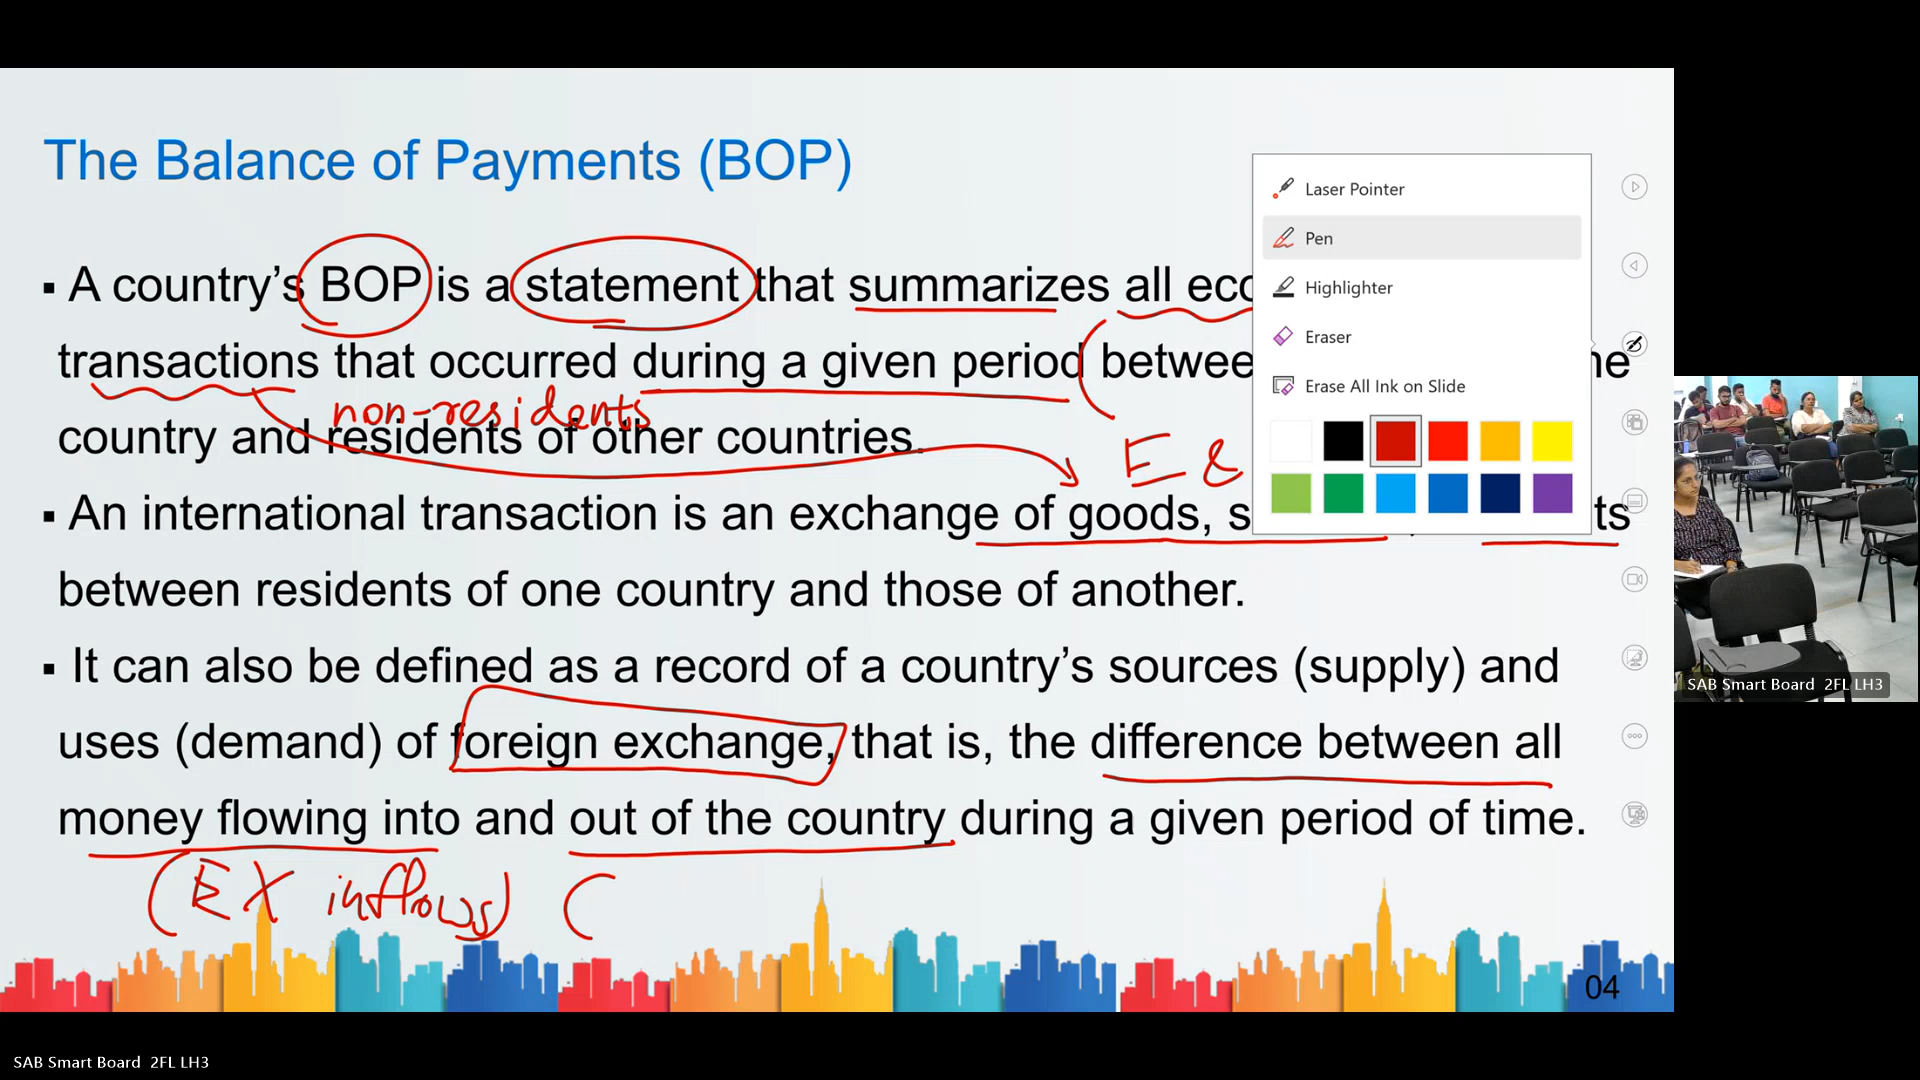 The Balance of Payments (BOP)
▪ A country’s BOP is a statement that summarizes all
transactions that occurred during a given period
non-residents
country and residents of other countries.
E &
▪ An international transaction is an exchange of goods,
between residents of one country and those of another.
▪ It can also be defined as a record of a country’s sources (supply) and
uses (demand) of foreign exchange, that is, the difference between all
money flowing into and out of the country during a given period of time.
(EX inflows) (
04
Laser Pointer
Pen
Highlighter
Eraser
Erase All Ink on Slide
SAB Smart Board 2FL LH3
SAB Smart Board 2FL LH3